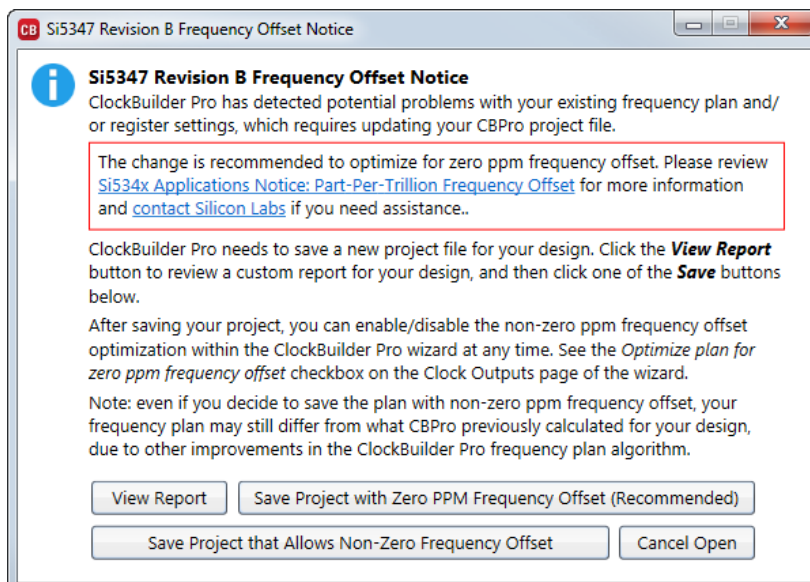 CB Si5347 Revision B Frequency Offset Notice
Si5347 Revision B Frequency Offset Notice
ClockBuilder Pro has detected potential problems with your existing frequency plan and/
or register settings, which requires updating your CBPro project file.
The change is recommended to optimize for zero ppm frequency offset. Please review
Si534x Applications Notice: Part-Per-Trillion Frequency Offset for more information
and contact Silicon Labs if you need assistance..
ClockBuilder Pro needs to save a new project file for your design. Click the View Report
button to review a custom report for your design, and then click one of the Save buttons
below.
After saving your project, you can enable/disable the non-zero ppm frequency offset
optimization within the ClockBuilder Pro wizard at any time. See the Optimize plan for
zero ppm frequency offset checkbox on the Clock Outputs page of the wizard.
Note: even if you decide to save the plan with non-zero ppm frequency offset, your
frequency plan may still differ from what CBPro previously calculated for your design,
due to other improvements in the ClockBuilder Pro frequency plan algorithm.
View Report Save Project with Zero PPM Frequency Offset (Recommended)
Save Project that Allows Non-Zero Frequency Offset Cancel Open